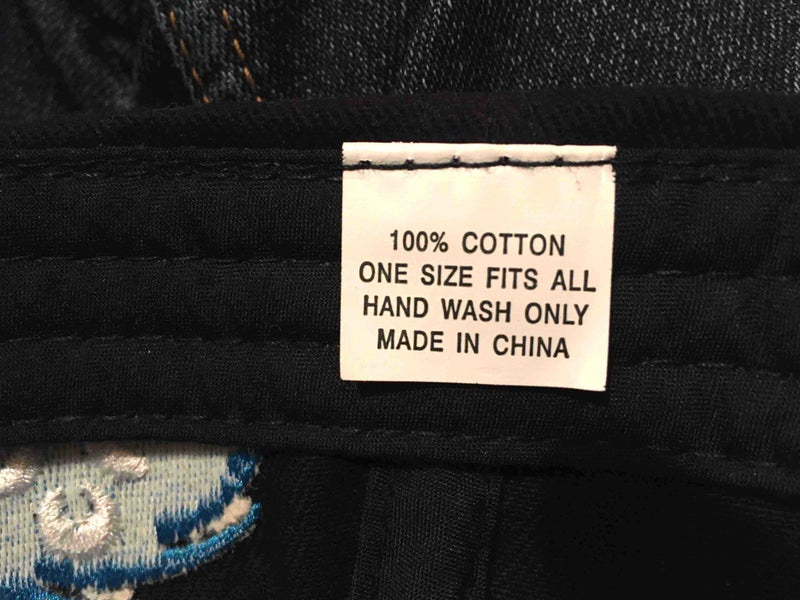 100% COTTON
ONE SIZE FITS ALL
HAND WASH ONLY
MADE IN CHINA